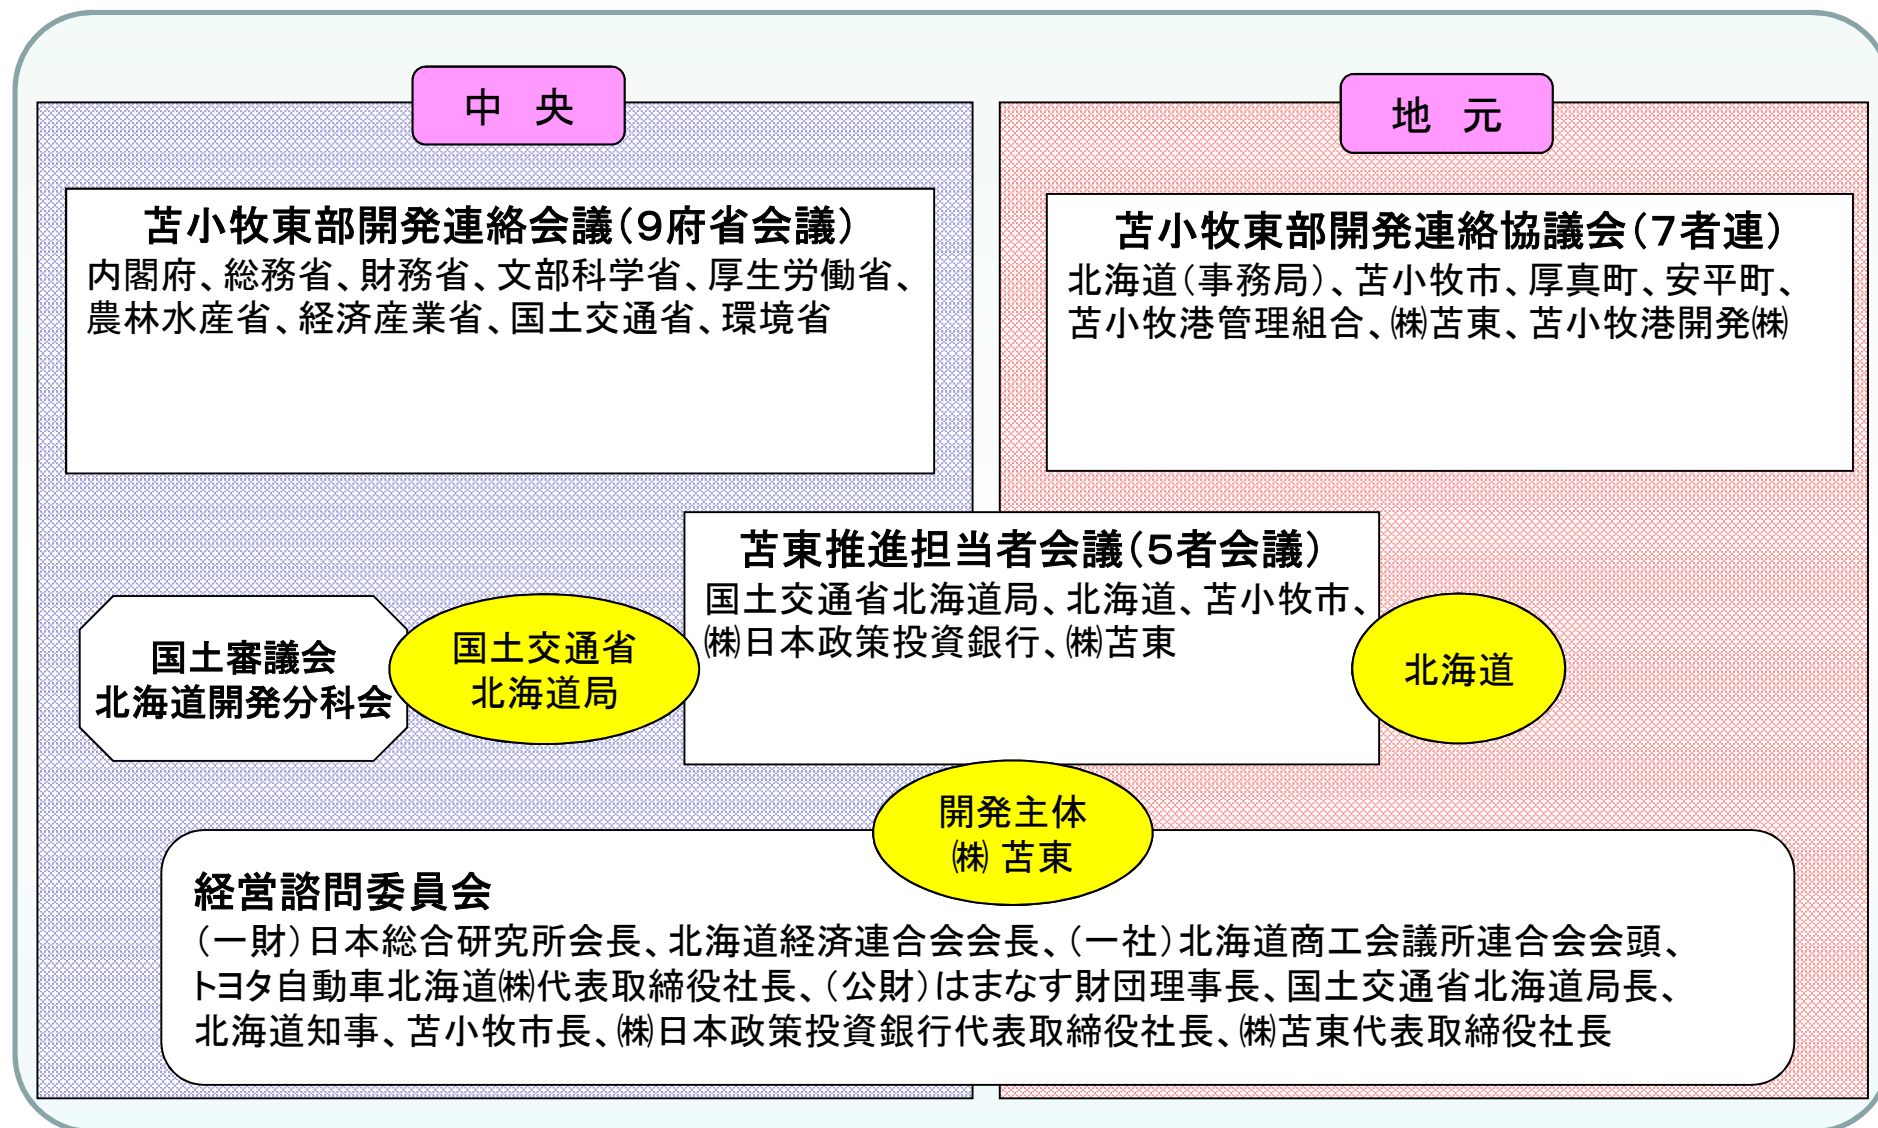 中 央
地 元
苫小牧東部開発連絡会議（９府省会議）
内閣府、総務省、財務省、文部科学省、厚生労働省、
農林水産省、経済産業省、国土交通省、環境省
苫小牧東部開発連絡協議会（７者連）
北海道（事務局）、苫小牧市、厚真町、安平町、
苫小牧港管理組合、㈱苫東、苫小牧港開発㈱
苫東推進担当者会議（５者会議）
国土交通省北海道局、北海道、苫小牧市、
㈱日本政策投資銀行、㈱苫東
国土審議会
北海道開発分科会
国土交通省
北海道局
北海道
開発主体
㈱ 苫東
経営諮問委員会
（一財）日本総合研究所会長、北海道経済連合会会長、（一社）北海道商工会議所連合会会頭、
トヨタ自動車北海道㈱代表取締役社長、（公財）はまなす財団理事長、国土交通省北海道局長、
北海道知事、苫小牧市長、㈱日本政策投資銀行代表取締役社長、㈱苫東代表取締役社長